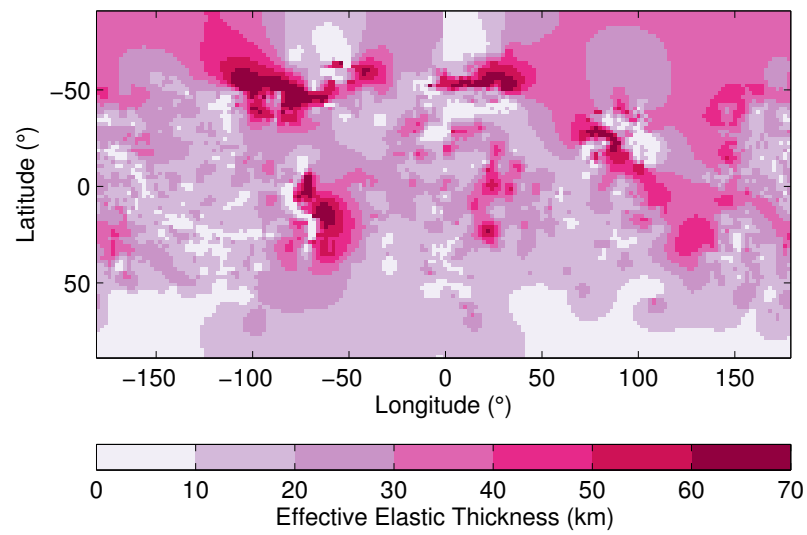 −50
0
50
Latitude (°)
−150 −100 −50 0 50 100 150
Longitude (°)
0 10 20 30 40 50 60 70
Effective Elastic Thickness (km)